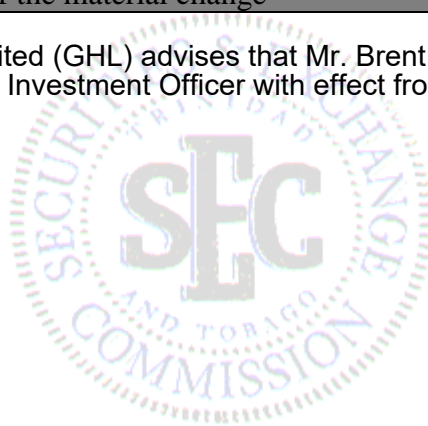 f the material change
ited (GHL) advises that Mr. Brent
Investment Officer with effect fro
SECURITIES & EXCHANGE
TRINIDAD
SEC
AND TOBAGO
COMMISSION